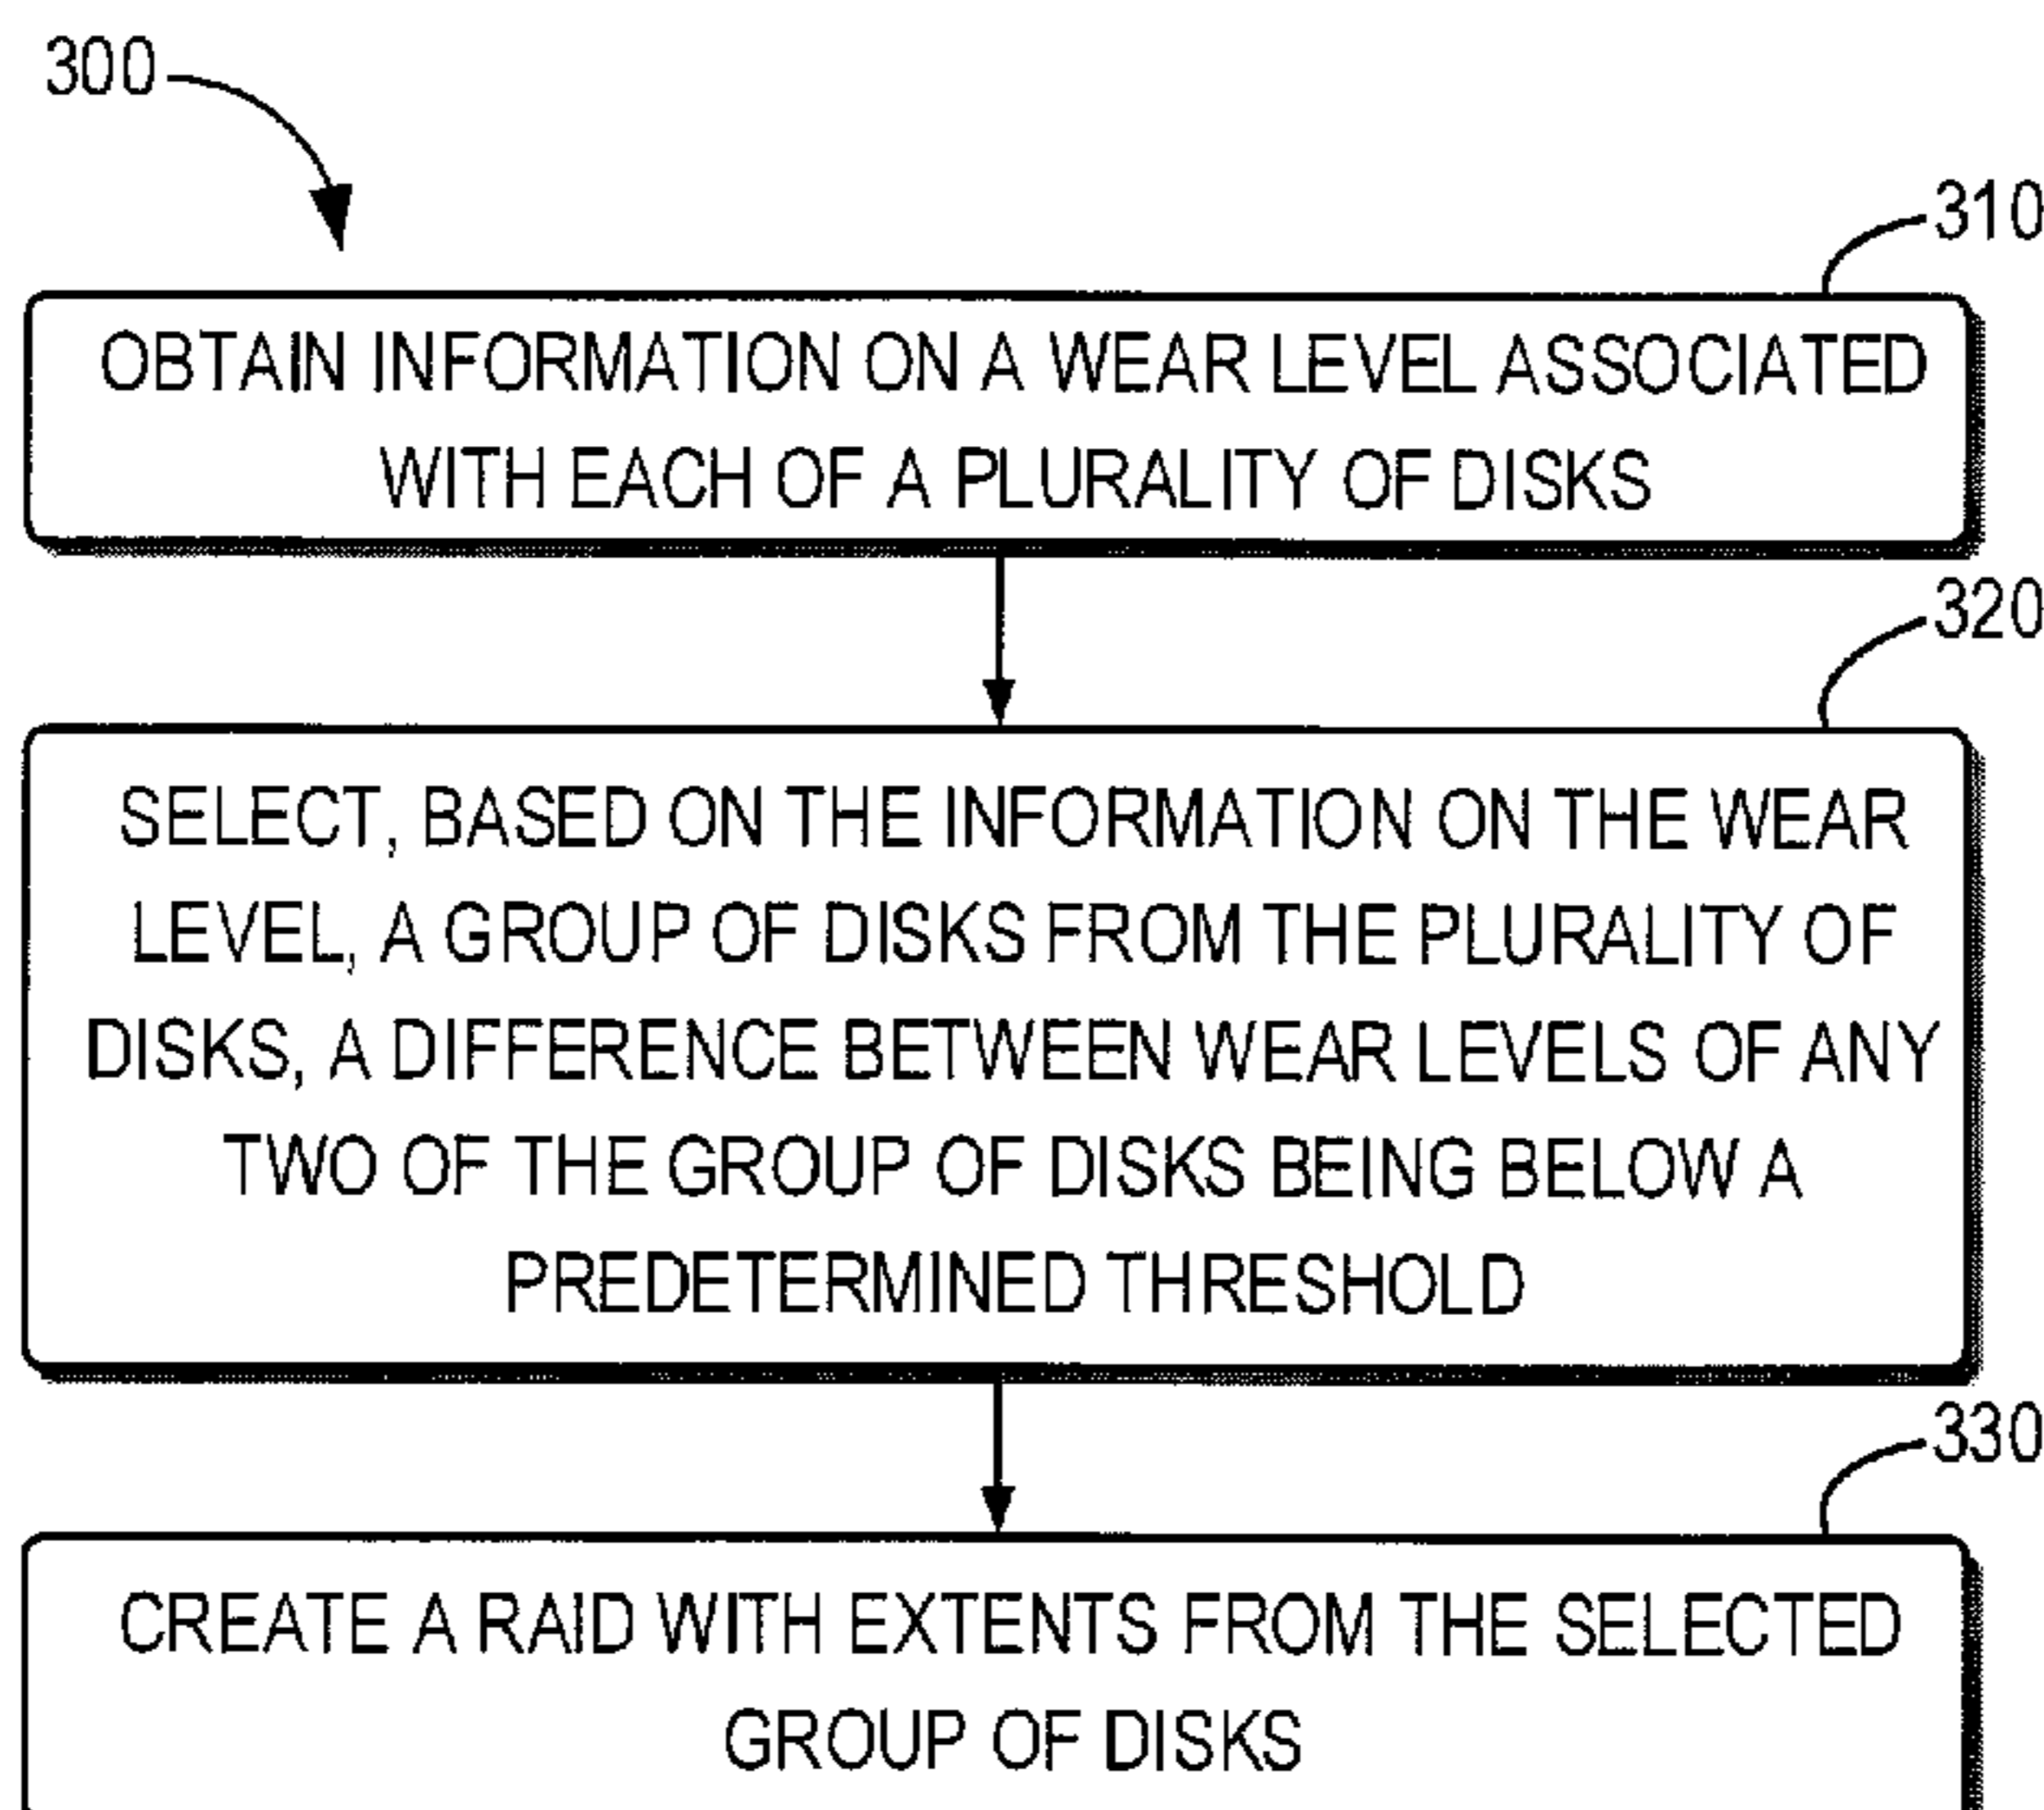 300
310
OBTAIN INFORMATION ON A WEAR LEVEL ASSOCIATED
WITH EACH OF A PLURALITY OF DISKS
320
SELECT, BASED ON THE INFORMATION ON THE WEAR
LEVEL, A GROUP OF DISKS FROM THE PLURALITY OF
DISKS, A DIFFERENCE BETWEEN WEAR LEVELS OF ANY
TWO OF THE GROUP OF DISKS BEING BELOW A
PREDETERMINED THRESHOLD
330
CREATE A RAID WITH EXTENTS FROM THE SELECTED
GROUP OF DISKS